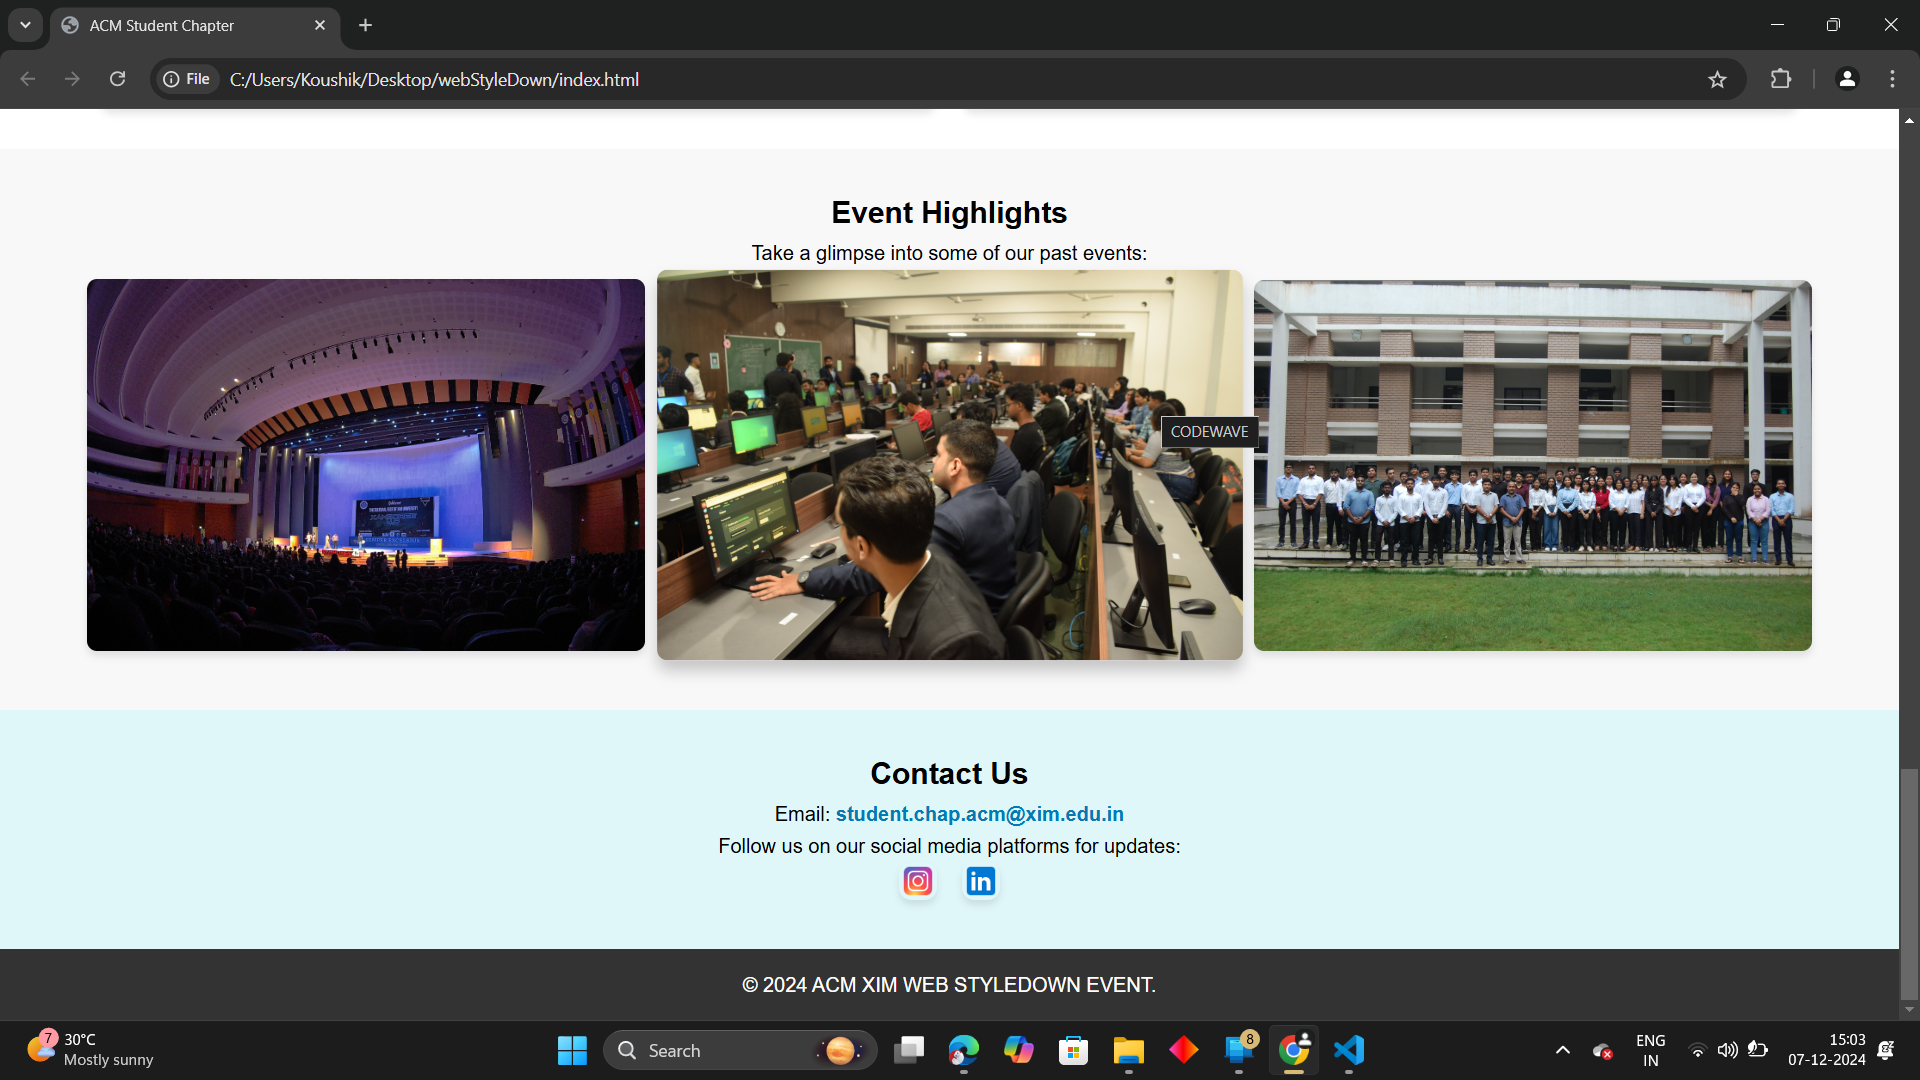 ACM Student Chapter
File
C:/Users/Koushik/Desktop/webStyleDown/index.html
Event Highlights
Take a glimpse into some of our past events:
CODEWAVE
Contact Us
Email: student.chap.acm@xim.edu.in
Follow us on our social media platforms for updates:
in
© 2024 ACM XIM WEB STYLEDOWN EVENT.
7
30°C
Mostly sunny
Search
8
ENG
IN
15:03
07-12-2024